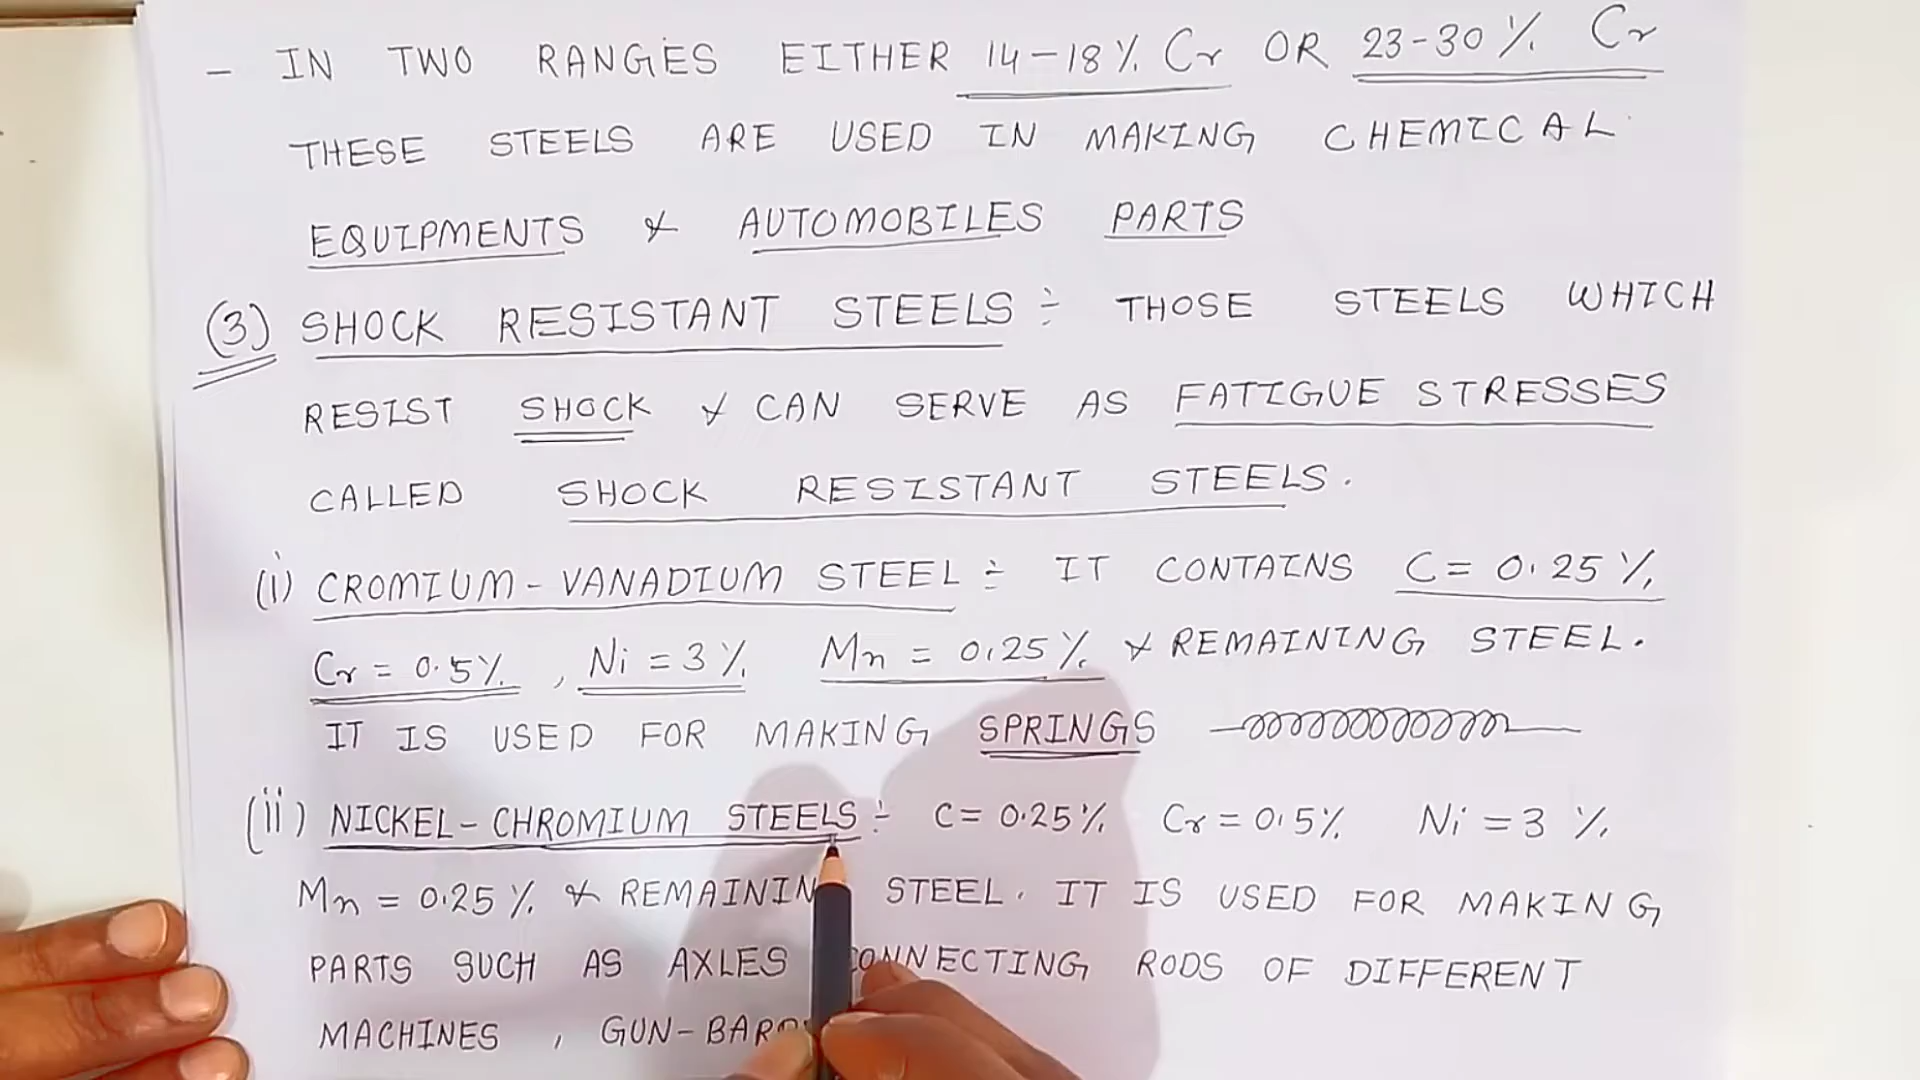 - IN TWO RANGES EITHER 14-18% Cr OR 23-30% Cr
THESE STEELS ARE USED IN MAKING CHEMICAL
EQUIPMENTS & AUTOMOBILES PARTS
(3) SHOCK RESISTANT STEELS ÷ THOSE STEELS WHICH
RESIST SHOCK & CAN SERVE AS FATIGUE STRESSES
CALLED SHOCK RESISTANT STEELS.
(i) CROMIUM-VANADIUM STEEL ÷ IT CONTAINS C = 0.25%
Cr = 0.5%, Ni = 3% Mn = 0.25% & REMAINING STEEL.
IT IS USED FOR MAKING SPRINGS
(ii) NICKEL-CHROMIUM STEELS ÷ C = 0.25% Cr = 0.5% Ni = 3%
Mn = 0.25% & REMAININ STEEL. IT IS USED FOR MAKING
PARTS SUCH AS AXLES CONNECTING RODS OF DIFFERENT
MACHINES, GUN-BAR